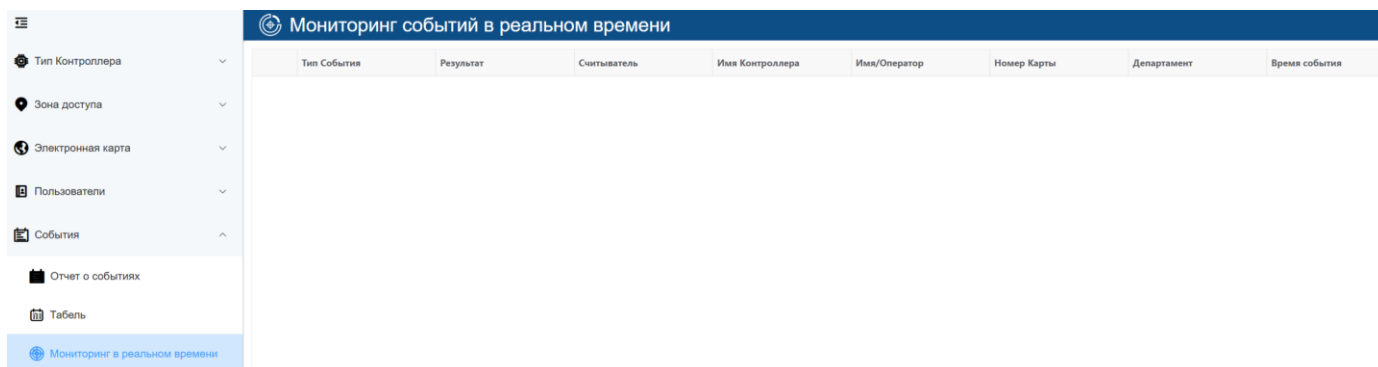 Мониторинг событий в реальном времени
Тип Контроллера
Зона доступа
Электронная карта
Пользователи
События
Отчет о событиях
Табель
Мониторинг в реальном времени
Тип События Результат Считыватель Имя Контроллера Имя/Оператор Номер Карты Департамент Время события